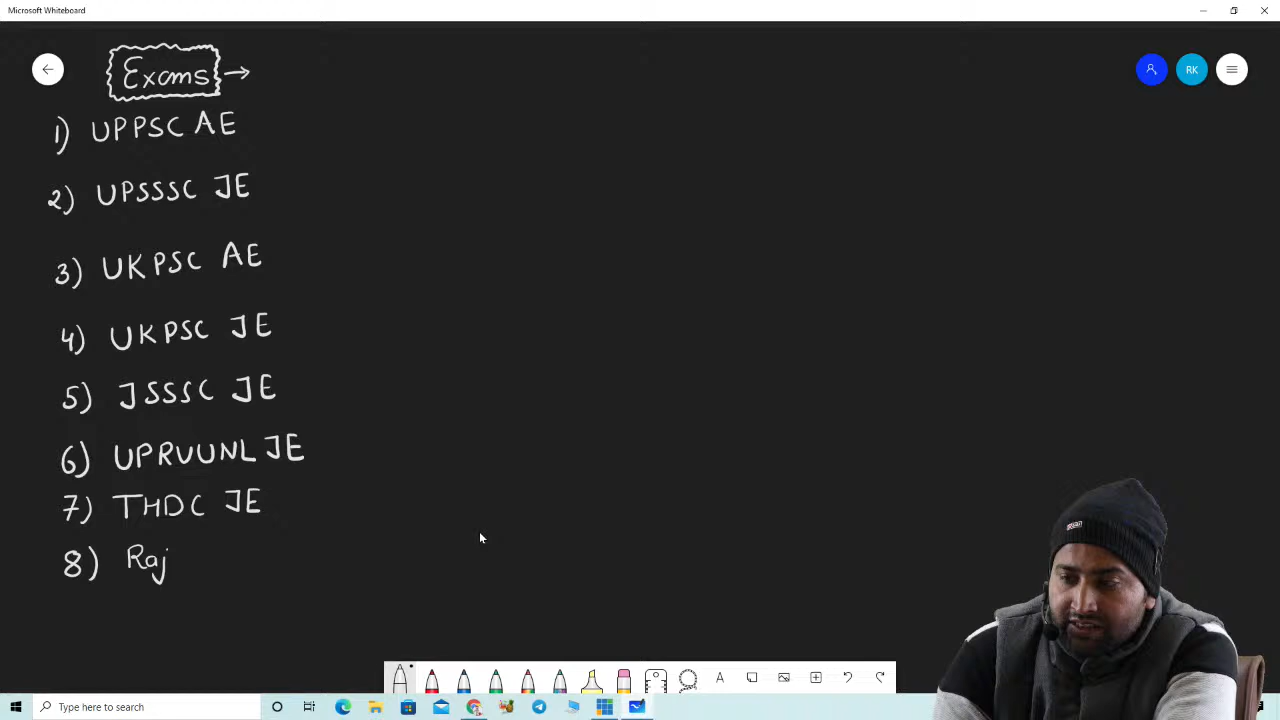 Microsoft Whiteboard
Exams →
RK
1) UPPSC AE
2) UPSSSC JE
3) UKPSC AE
4) UKPSC JE
5) JSSSC JE
6) UPRVUNL JE
7) THDC JE
8) Raj
A
Type here to search